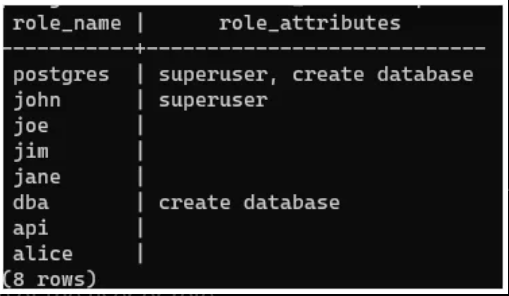 role_name | role_attributes
-----------+-----------------------------
postgres | superuser, create database
john | superuser
joe |
jim |
jane |
dba | create database
api |
alice |
(8 rows)